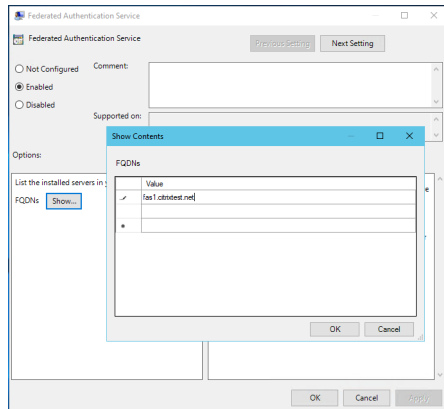 Federated Authentication Service
Federated Authentication Service
Previous Setting
Next Setting
Not Configured
Comment:
Enabled
Disabled
Supported on:
Show Contents
Options:
FQDNs
List the installed servers in
FQDNs
Show...
Value
fas1.citrixtest.net
OK
Cancel
OK
Cancel
Apply